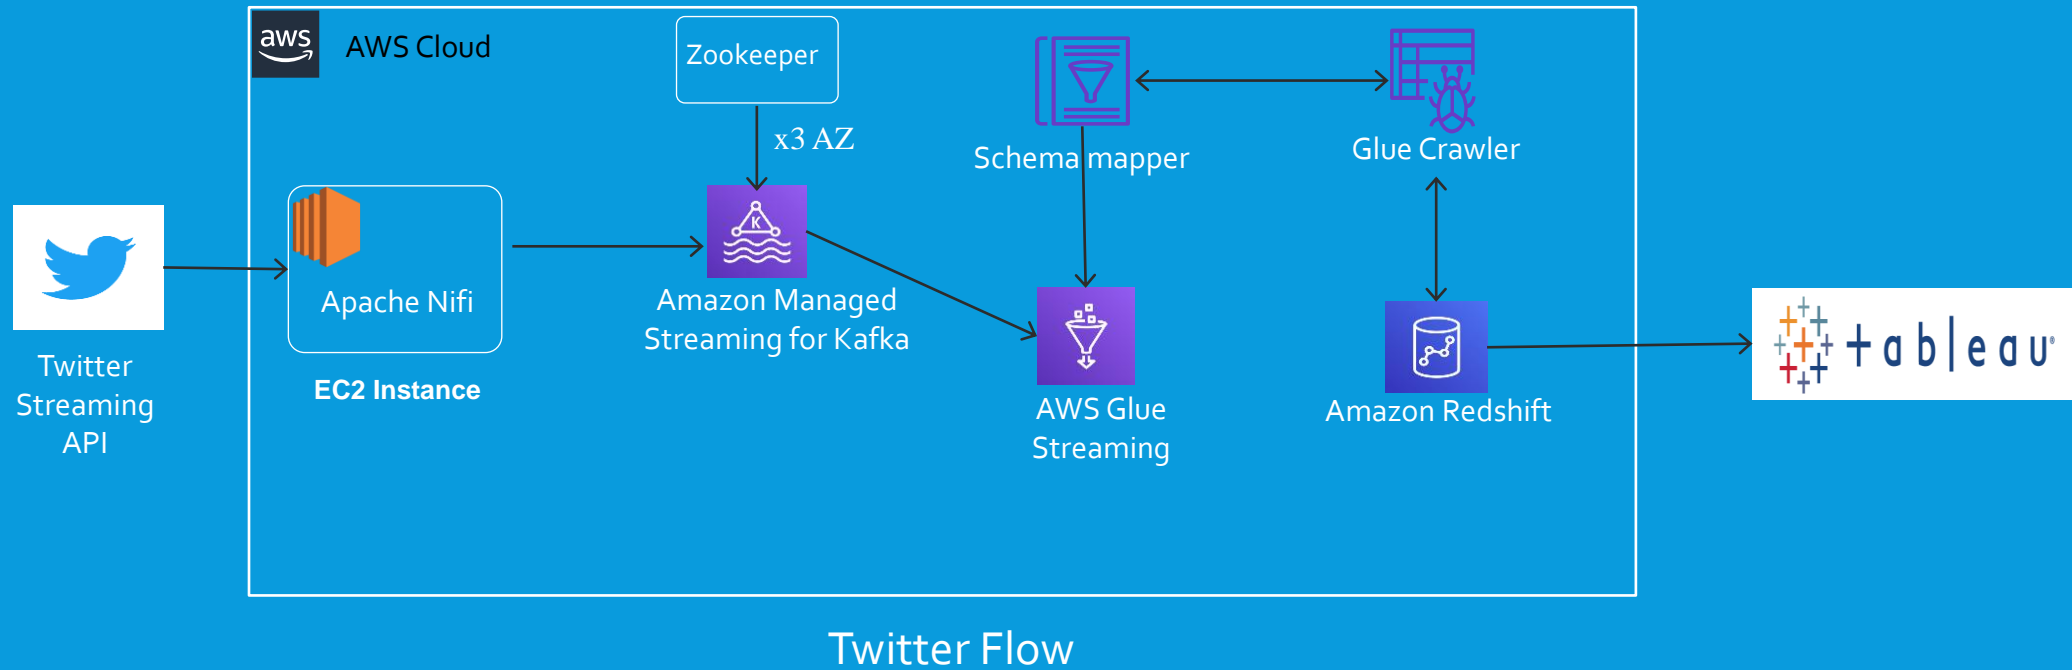 aws
AWS Cloud
Zookeeper
x3 AZ
Schema mapper
Glue Crawler
Twitter
Streaming
API
Apache Nifi
EC2 Instance
K
Amazon Managed
Streaming for Kafka
AWS Glue
Streaming
Amazon Redshift
+ableau®
Twitter Flow